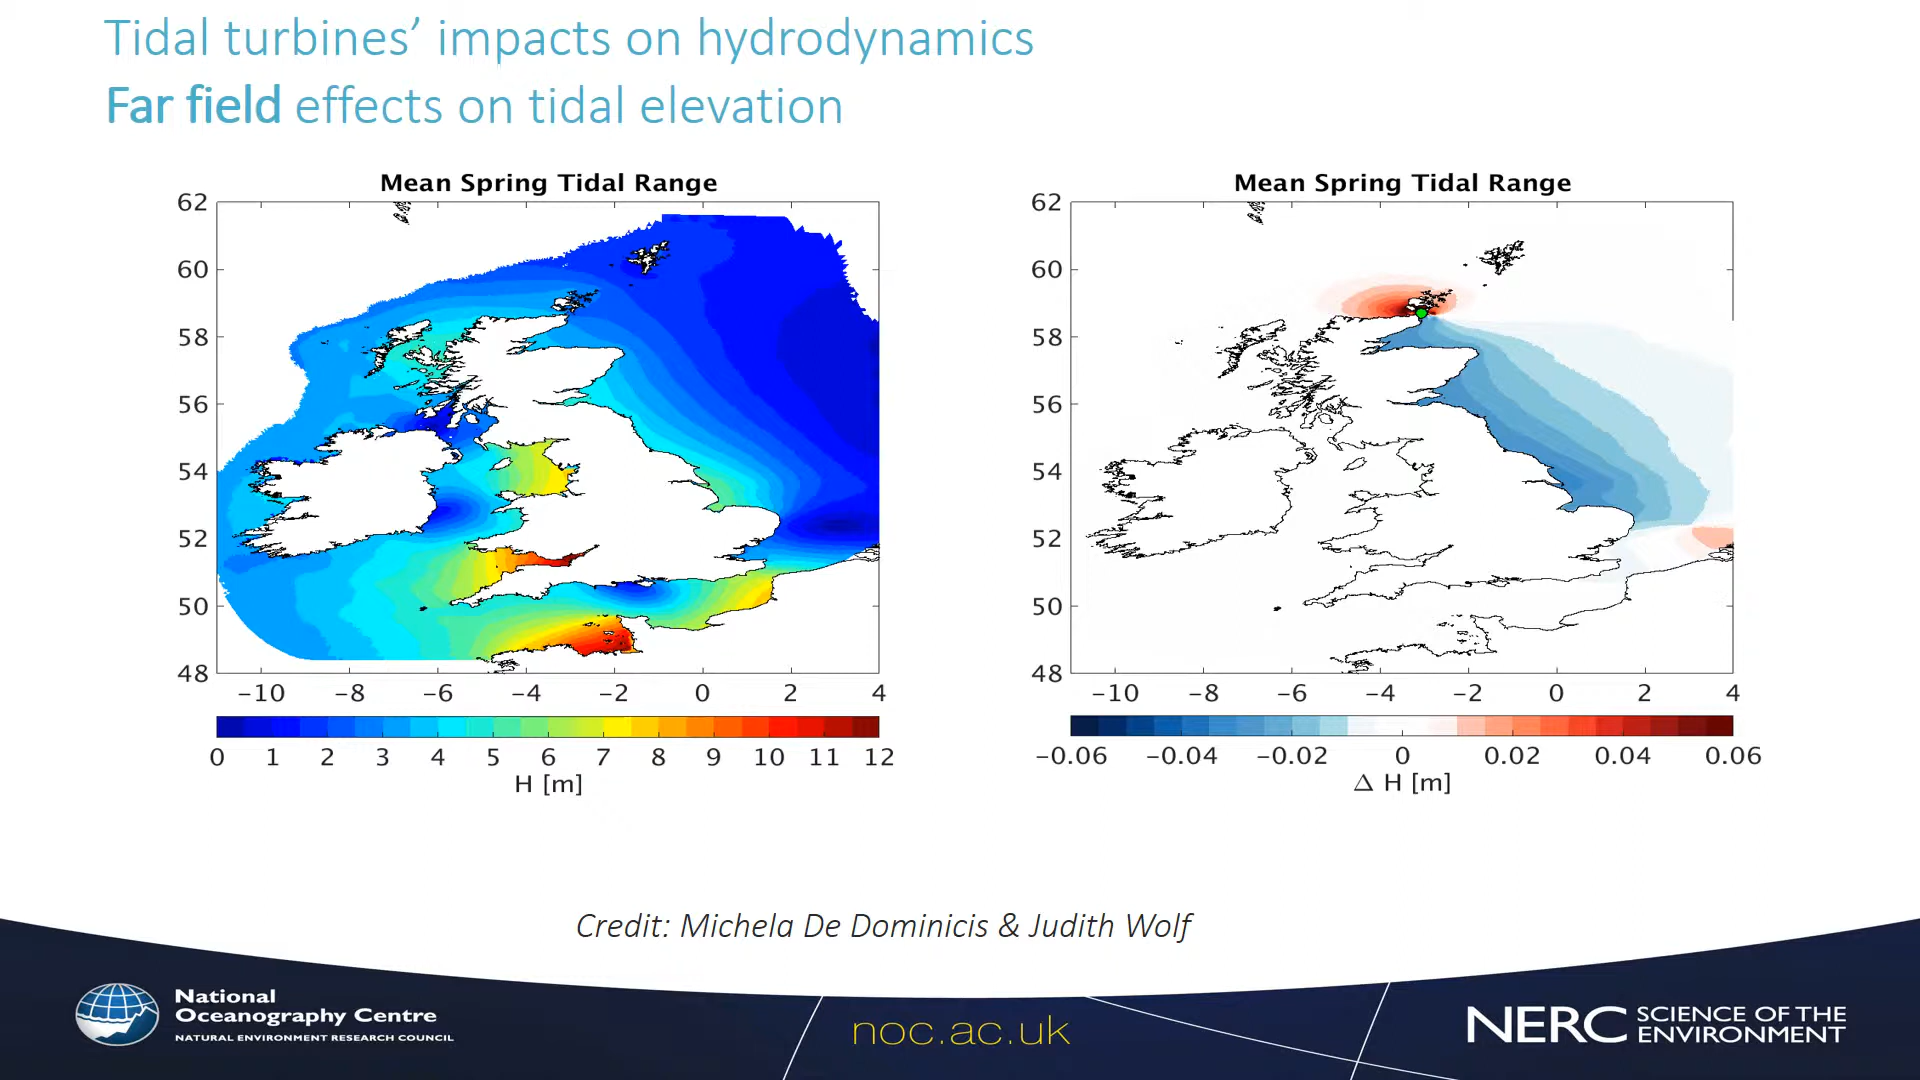 Tidal turbines’ impacts on hydrodynamics
Far field effects on tidal elevation
Mean Spring Tidal Range
62
60
58
56
54
52
50
48
−10 −8 −6 −4 −2 0 2 4
0 1 2 3 4 5 6 7 8 9 10 11 12
H [m]
Mean Spring Tidal Range
62
60
58
56
54
52
50
48
−10 −8 −6 −4 −2 0 2 4
−0.06 −0.04 −0.02 0 0.02 0.04 0.06
Δ H [m]
Credit: Michela De Dominicis & Judith Wolf
National
Oceanography Centre
NATURAL ENVIRONMENT RESEARCH COUNCIL
noc.ac.uk
NERC SCIENCE OF THE
ENVIRONMENT